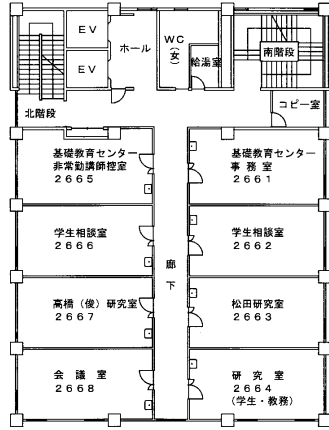 EV
EV
ホール
WC
(女)
給湯室
南階段
北階段
コピー室
基礎教育センター
非常勤講師控室
2665
基礎教育センター
事務室
2661
学生相談室
2666
学生相談室
2662
廊下
高橋(俊)研究室
2667
松田研究室
2663
会議室
2668
研究室
2664
(学生・教務)